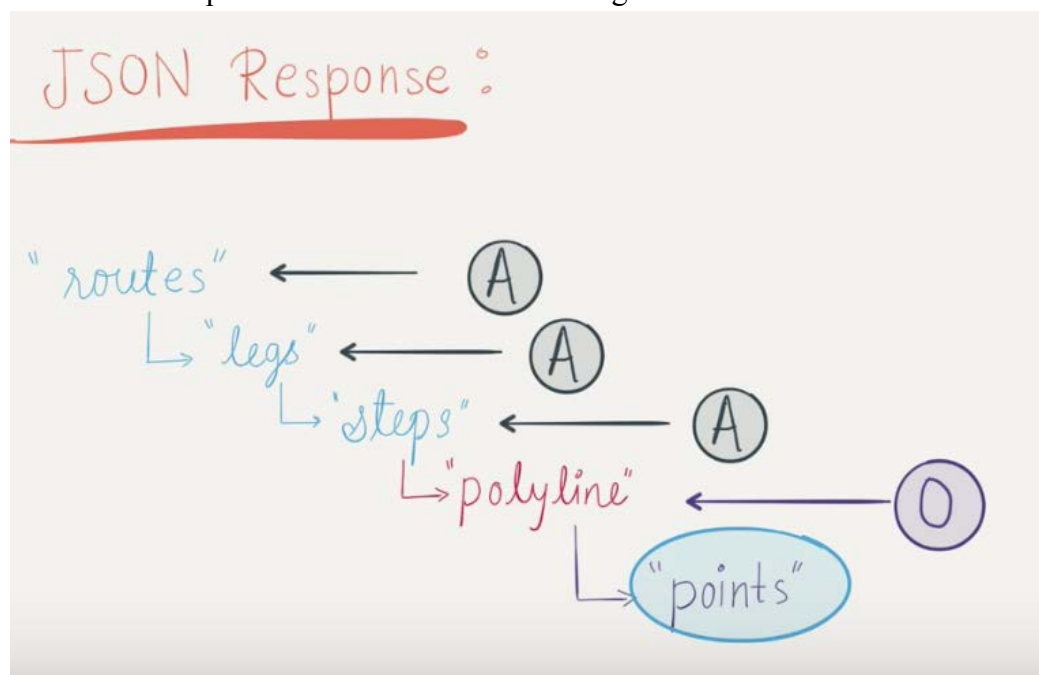 JSON Response :
"routes" A
"legs" A
"steps" A
"polyline" O
"points"